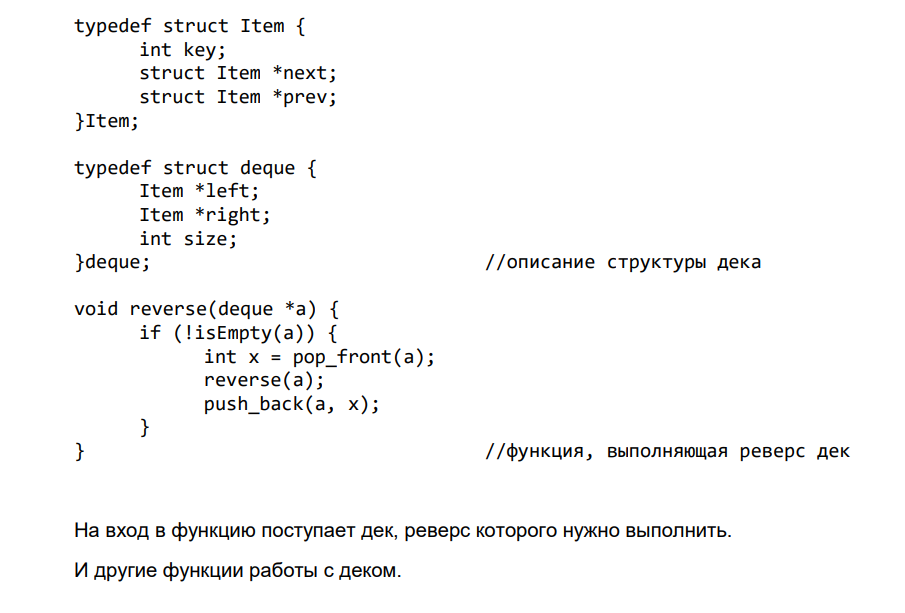 typedef struct Item {
int key;
struct Item *next;
struct Item *prev;
}Item;
typedef struct deque {
Item *left;
Item *right;
int size;
}deque; //описание структуры дека
void reverse(deque *a) {
if (!isEmpty(a)) {
int x = pop_front(a);
reverse(a);
push_back(a, x);
}
} //функция, выполняющая реверс дек
На вход в функцию поступает дек, реверс которого нужно выполнить.
И другие функции работы с деком.